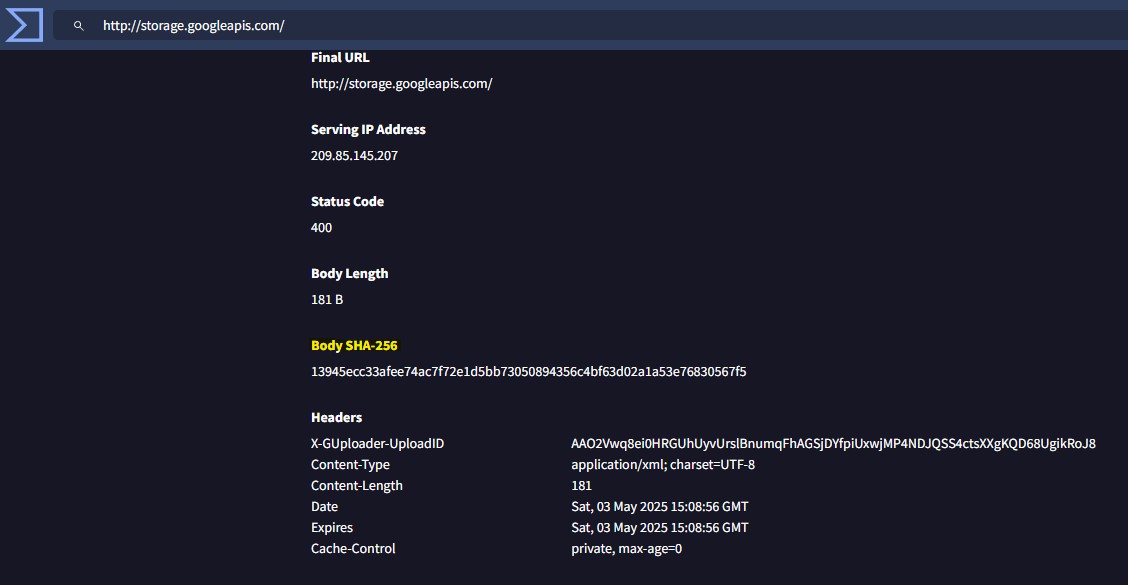 http://storage.googleapis.com/
Final URL
http://storage.googleapis.com/
Serving IP Address
209.85.145.207
Status Code
400
Body Length
181 B
Body SHA-256
13945ecc33afee74ac7f72e1d5bb73050894356c4bf63d02a1a53e76830567f5
Headers
X-GUploader-UploadID AAO2Vwq8ei0HRGUhUyvUrslBnumqFhAGSjDYfpiUxwjMP4NDJQSS4ctsXXgKQD68UgikRoJ8
Content-Type application/xml; charset=UTF-8
Content-Length 181
Date Sat, 03 May 2025 15:08:56 GMT
Expires Sat, 03 May 2025 15:08:56 GMT
Cache-Control private, max-age=0